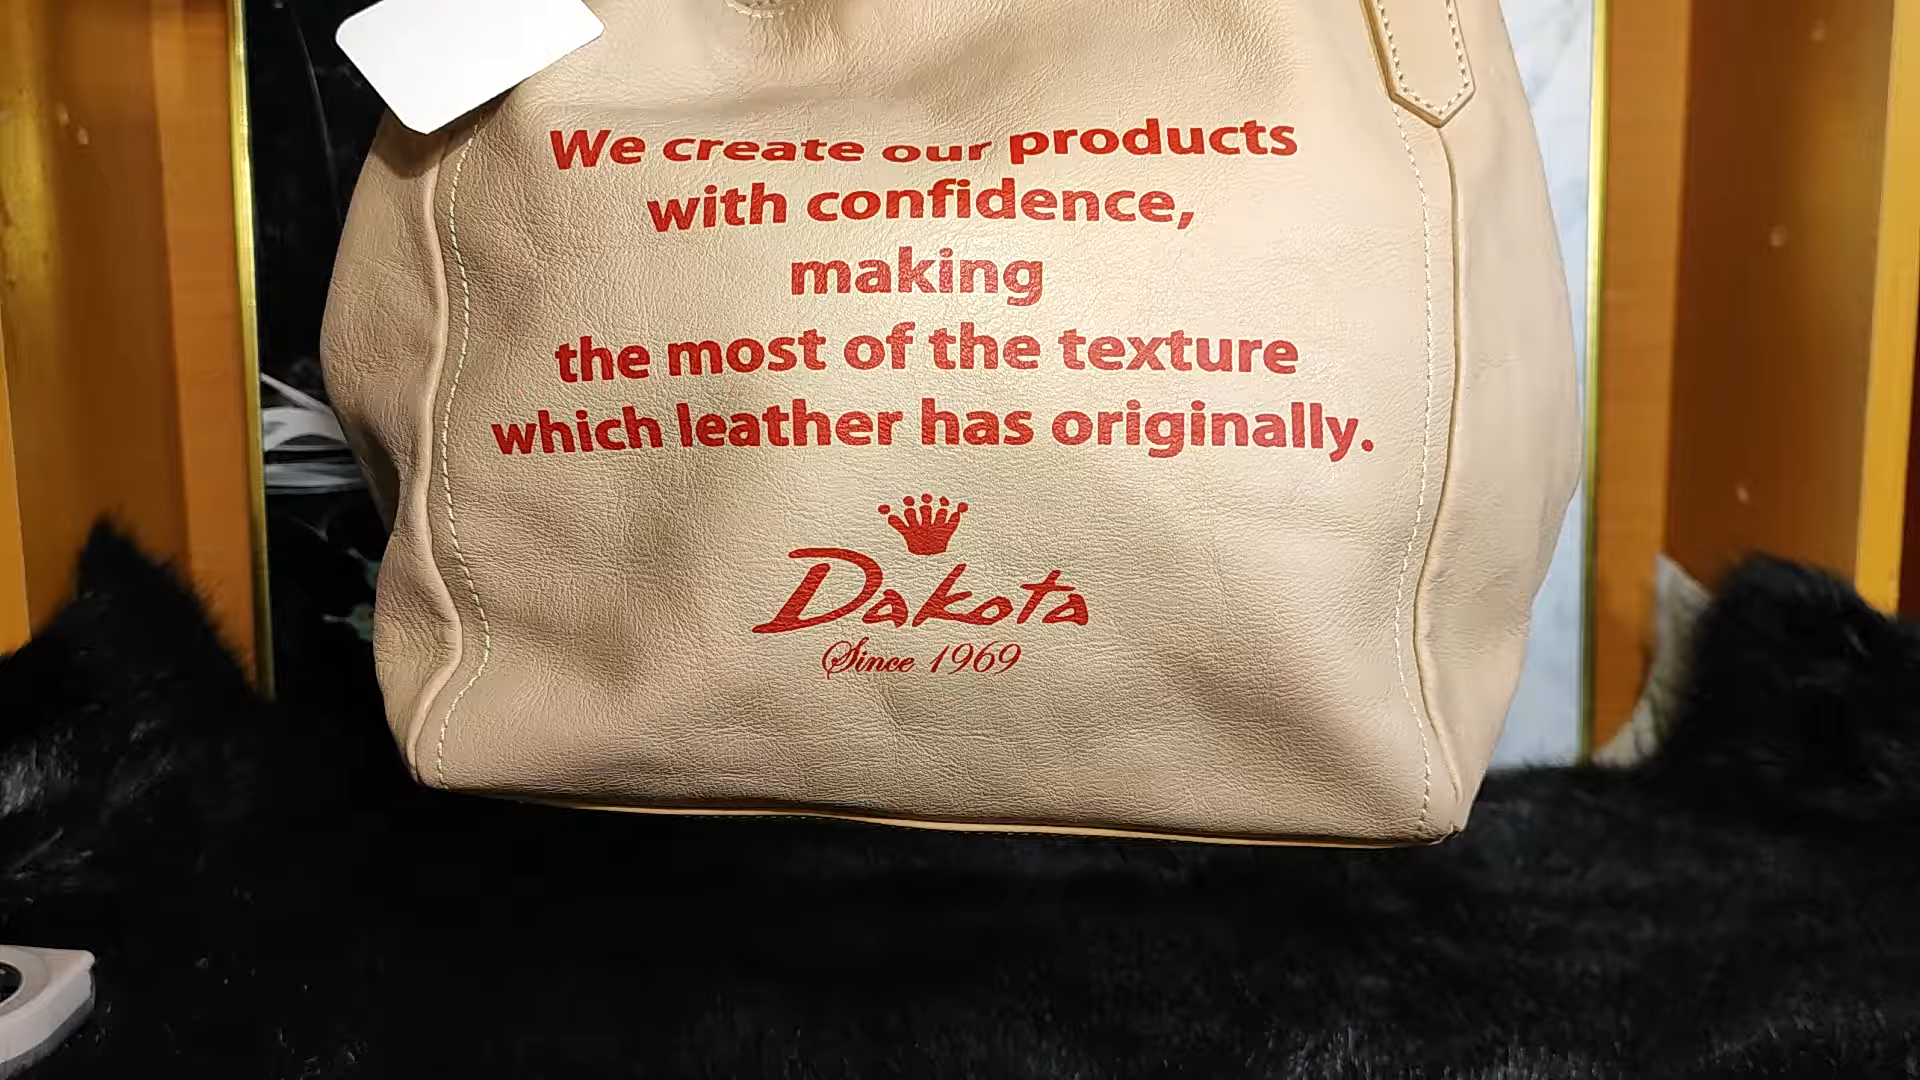 We create our products
with confidence,
making
the most of the texture
which leather has originally.
Dakota
Since 1969